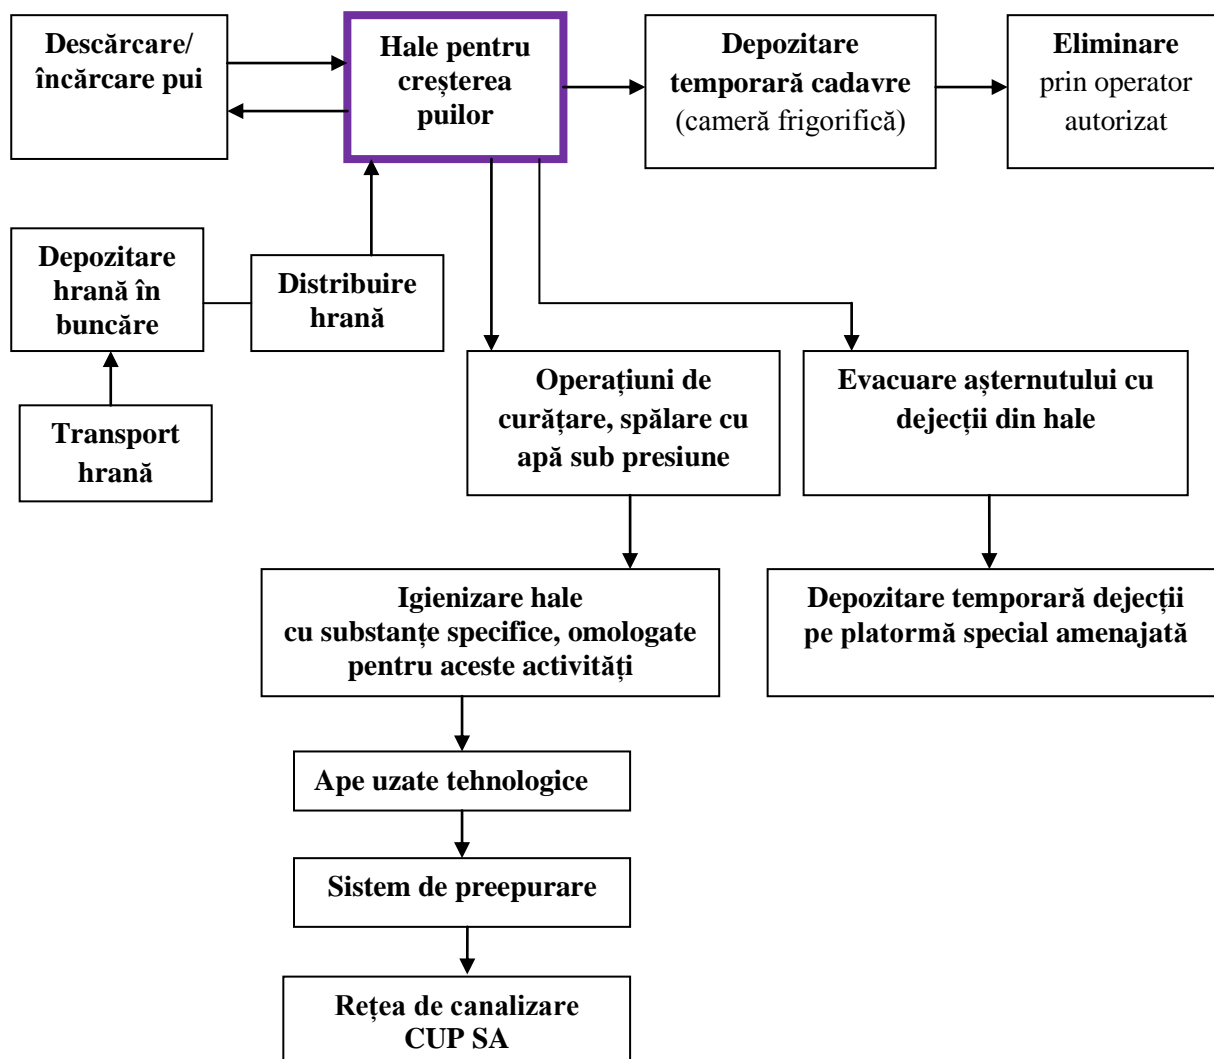 Descărcare/
încărcare pui
Hale pentru
creșterea
puilor
Depozitare
temporară cadavre
(cameră frigorifică)
Eliminare
prin operator
autorizat
Depozitare
hrană în
buncăre
Distribuire
hrană
Transport
hrană
Operațiuni de
curățare, spălare cu
apă sub presiune
Evacuare așternutului cu
dejecții din hale
Igienizare hale
cu substanțe specifice, omologate
pentru aceste activități
Depozitare temporară dejecții
pe platormă special amenajată
Ape uzate tehnologice
Sistem de preepurare
Rețea de canalizare
CUP SA